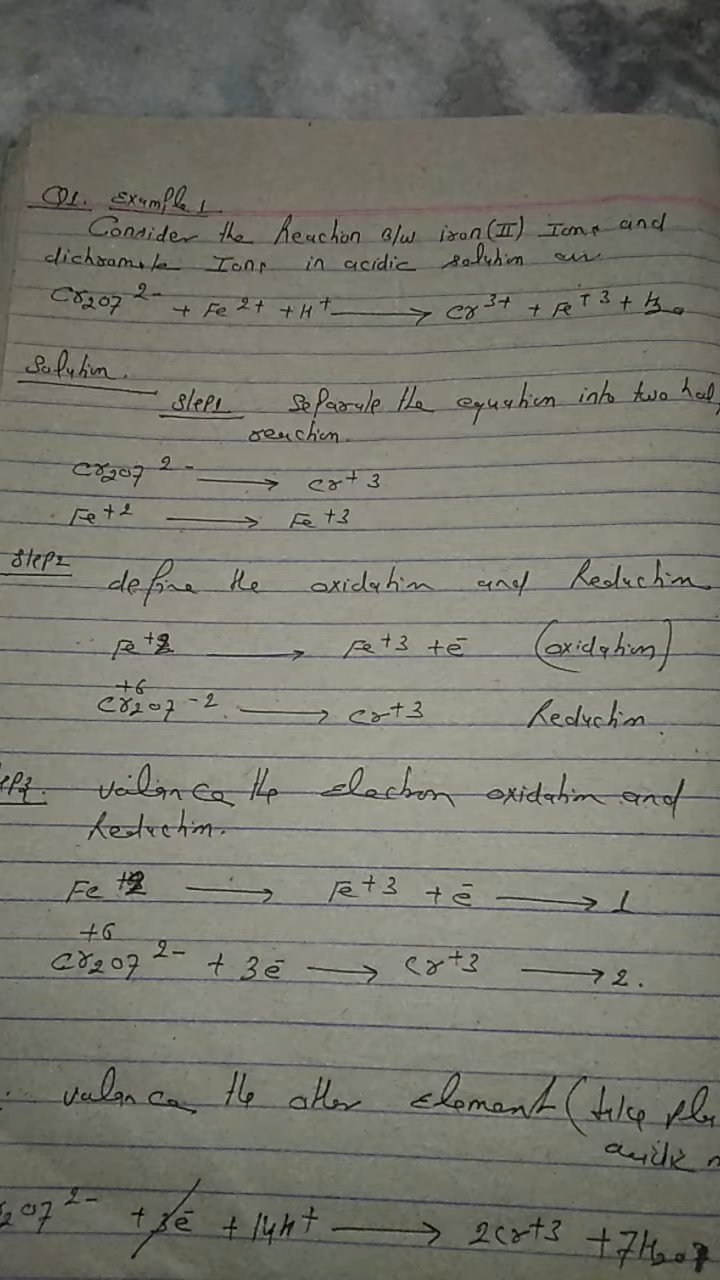 Q1. Example 1
Consider the Reaction B/w iron (II) Ions and
dichromate Ions in acidic solution
Cr2O7 2- + Fe 2+ + H+ → Cr3+ + Fe+3 + H2O
Solution.
Step1 Separate the equation into two half
reaction.
Cr2O7 2- → Cr+3
Fe+2 → Fe+3
Step2 define the oxidation and Reduction
Fe+2 → Fe+3 + ē (oxidation)
+6
Cr2O7 -2 → Cr+3 Reduction.
valance the electron oxidation and
Reduction.
Fe+2 → Fe+3 + ē → 1
+6
Cr2O7 2- + 3ē → Cr+3 → 2.
valance the other element (take
2O7 2- + 3ē + 14H+ → 2Cr+3 + 7H2O